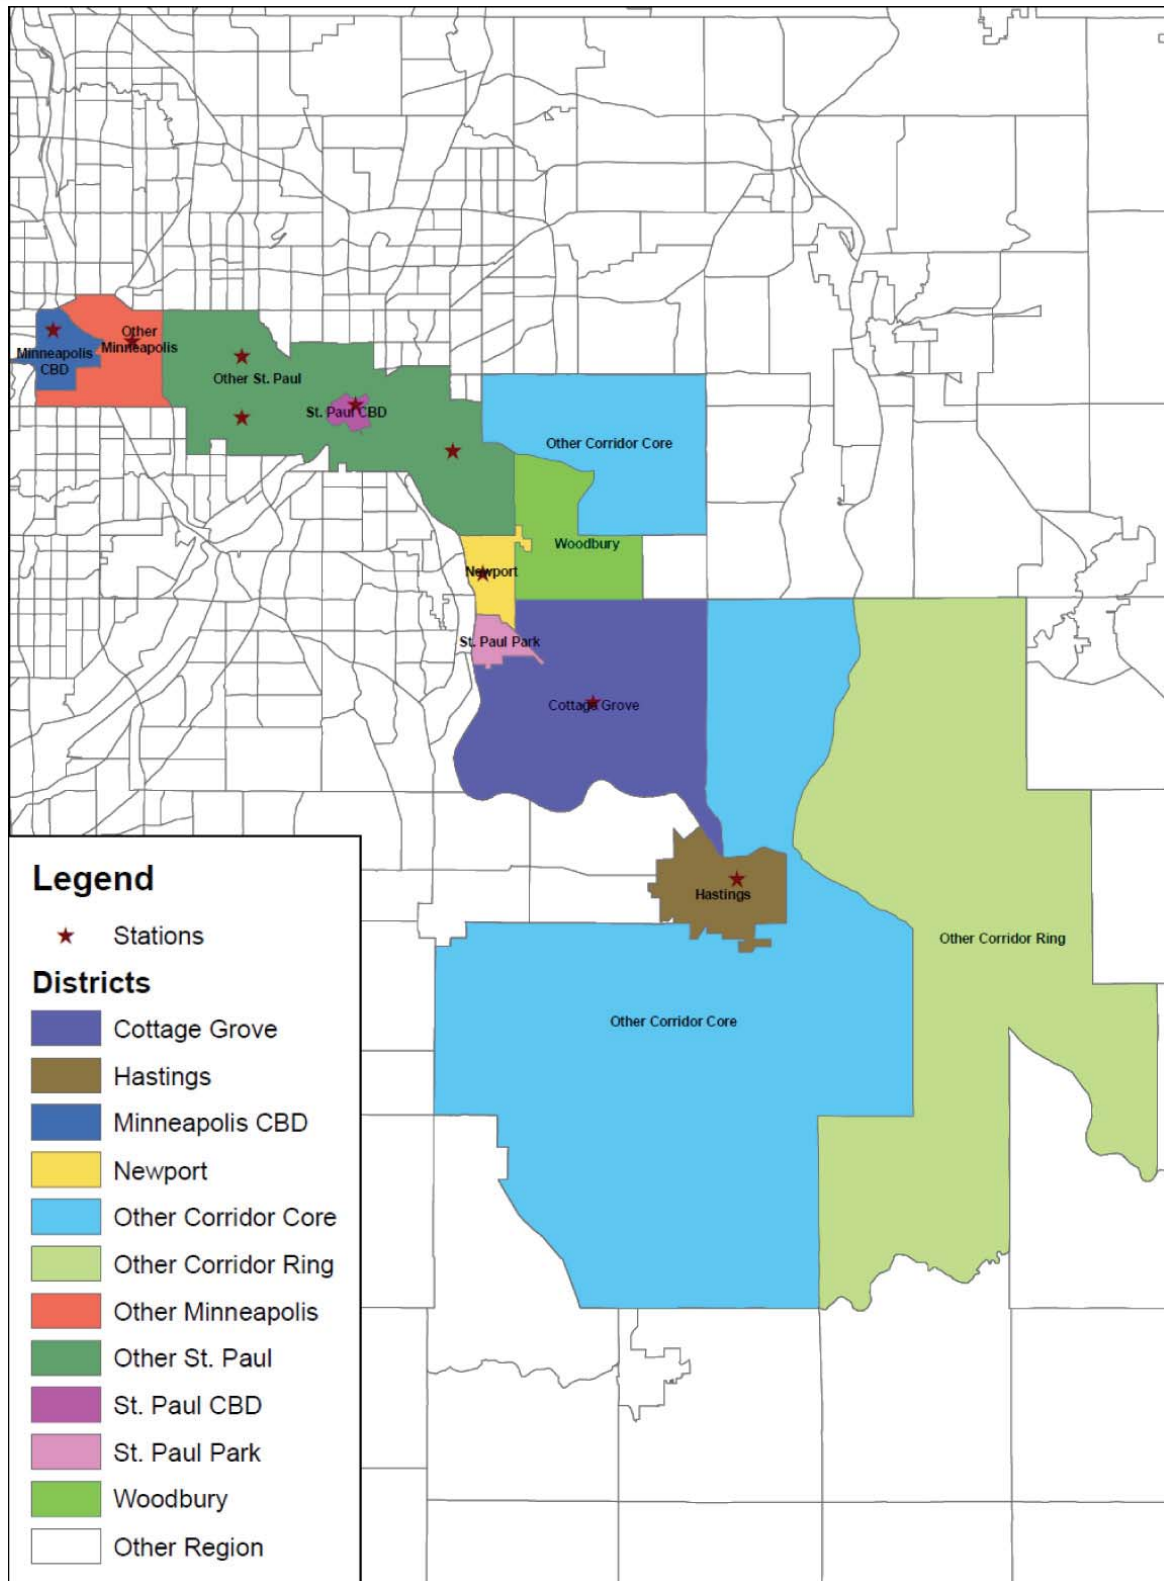 Other
Minneapolis
Minneapolis
CBD
Other St. Paul
St. Paul CBD
Other Corridor Core
Woodbury
Newport
St. Paul Park
Cottage Grove
Hastings
Other Corridor Ring
Other Corridor Core
Legend
Stations
Districts
Cottage Grove
Hastings
Minneapolis CBD
Newport
Other Corridor Core
Other Corridor Ring
Other Minneapolis
Other St. Paul
St. Paul CBD
St. Paul Park
Woodbury
Other Region